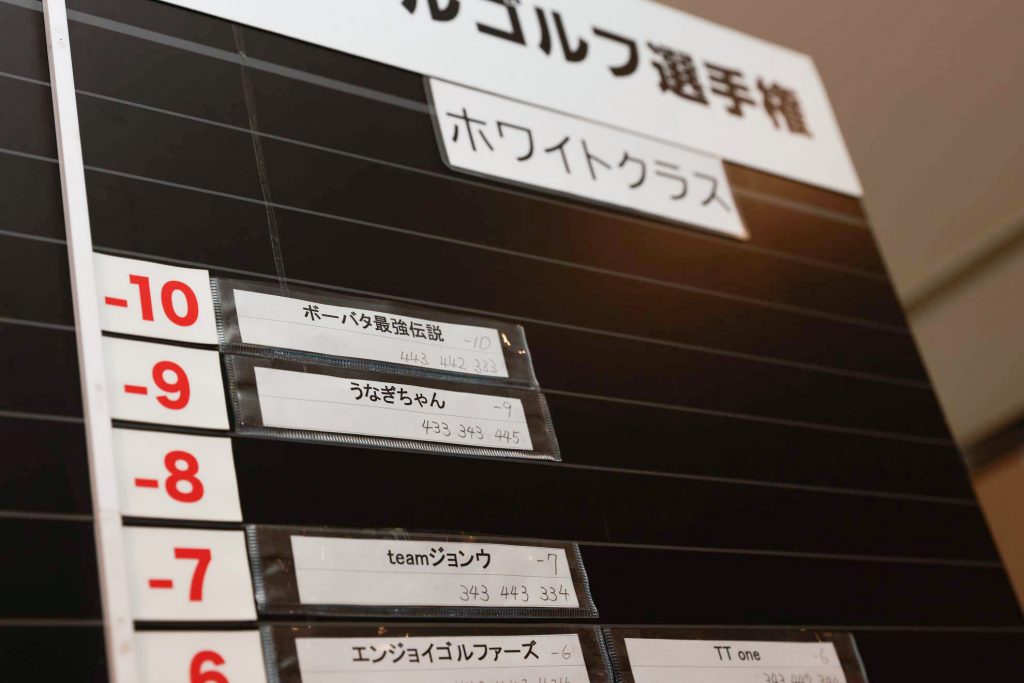 ルゴルフ選手権
ホワイトクラス
-10
ボーバタ最強伝説 -10
443 442 333
-9
うなぎちゃん -9
433 343 445
-8
-7
teamジョンウ -7
343 443 334
6
エンジョイゴルファーズ -6
TT one -6